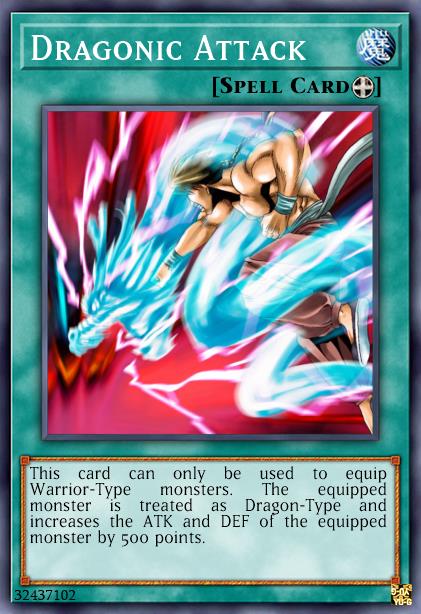 Dragonic Attack
魔
[Spell Card]
This card can only be used to equip
Warrior-Type monsters. The equipped
monster is treated as Dragon-Type and
increases the ATK and DEF of the equipped
monster by 500 points.
32437102